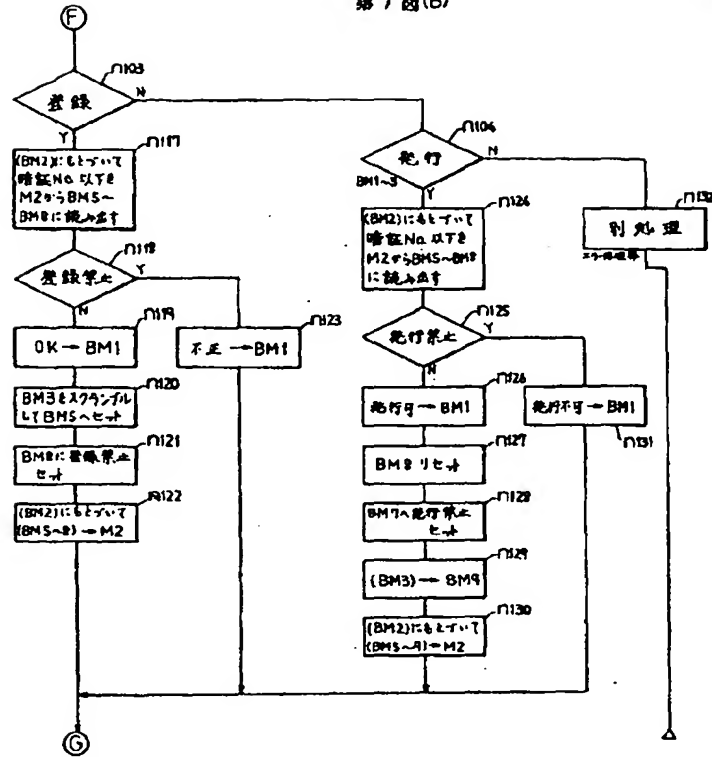 第7図(B)
F
n103
登録
N
Y
n117
(BM2)にもとづいて
暗証No.以下を
M2からBM5~
BM8に読み出す
n118
登録禁止
Y
N
n119
OK→BM1
n123
不正→BM1
n120
BM3をスクランブル
してBM5へセット
n121
BM8に登録禁止
セット
n122
(BM2)にもとづいて
(BM5~8)→M2
G
n106
発行
N
BM1~3
Y
n126
(BM2)にもとづいて
暗証No.以下を
M2からBM5~BM8
に読み出す
n125
発行禁止
Y
N
n126
発行可→BM1
発行不可→BM1
n131
n127
BM8リセット
n128
BM7へ発行禁止
セット
n129
(BM3)→BM9
n130
(BM2)にもとづいて
(BM5~9)→M2
n132
別処理